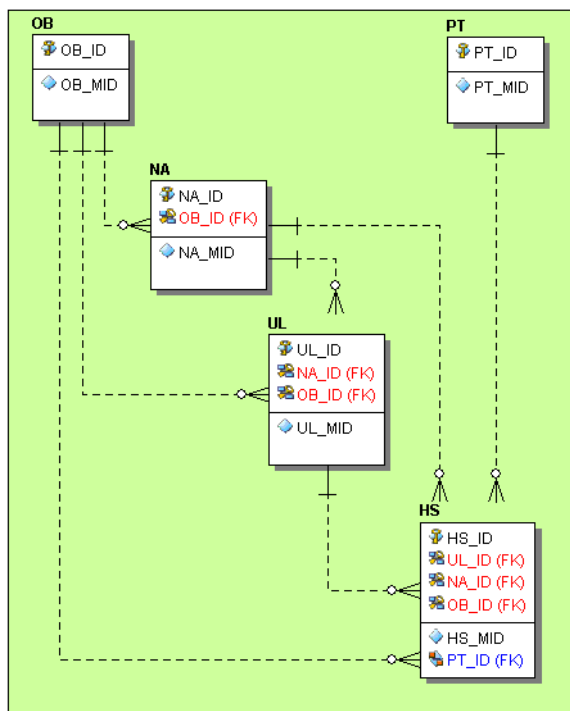 OB
OB_ID
OB_MID
PT
PT_ID
PT_MID
NA
NA_ID
OB_ID (FK)
NA_MID
UL
UL_ID
NA_ID (FK)
OB_ID (FK)
UL_MID
HS
HS_ID
UL_ID (FK)
NA_ID (FK)
OB_ID (FK)
HS_MID
PT_ID (FK)